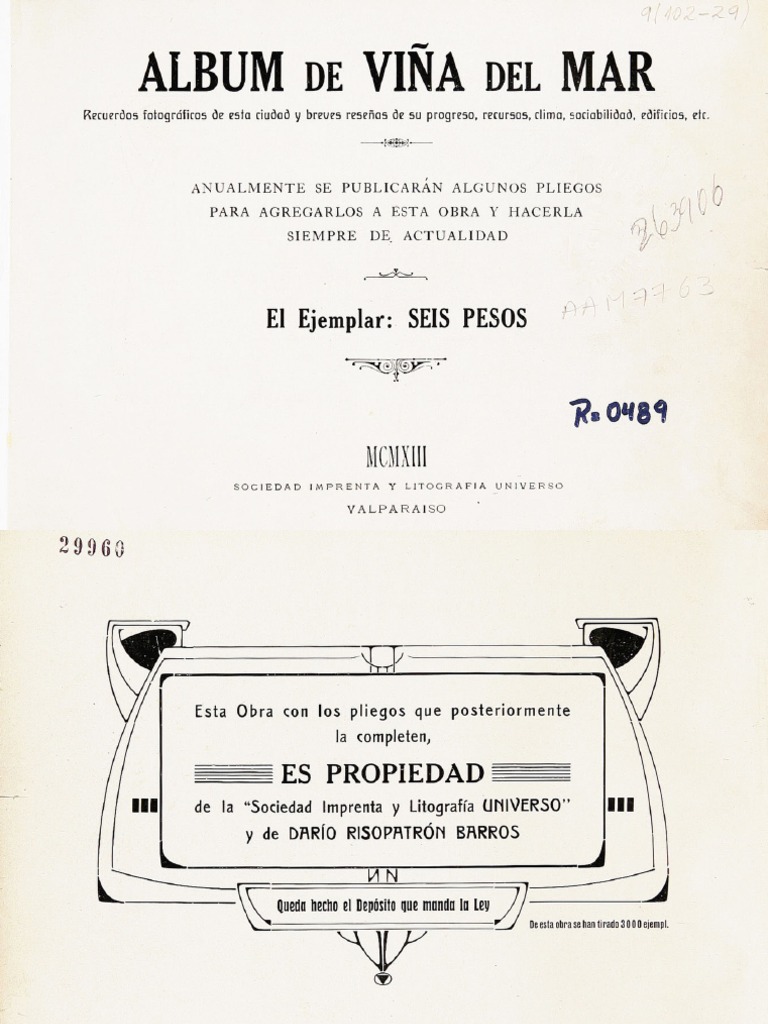 9(102-29)
ALBUM DE VIÑA DEL MAR
Recuerdos fotográficos de esta ciudad y breves reseñas de su progreso, recursos, clima, sociabilidad, edificios, etc.
ANUALMENTE SE PUBLICARÁN ALGUNOS PLIEGOS
PARA AGREGARLOS A ESTA OBRA Y HACERLA
SIEMPRE DE ACTUALIDAD
263906
AAM7763
El Ejemplar: SEIS PESOS
R=0489
MCMXIII
SOCIEDAD IMPRENTA Y LITOGRAFIA UNIVERSO
VALPARAISO
29960
Esta Obra con los pliegos que posteriormente
la completen,
ES PROPIEDAD
de la "Sociedad Imprenta y Litografía UNIVERSO"
y de DARÍO RISOPATRÓN BARROS
Queda hecho el Depósito que manda la Ley
De esta obra se han tirado 3000 ejempl.